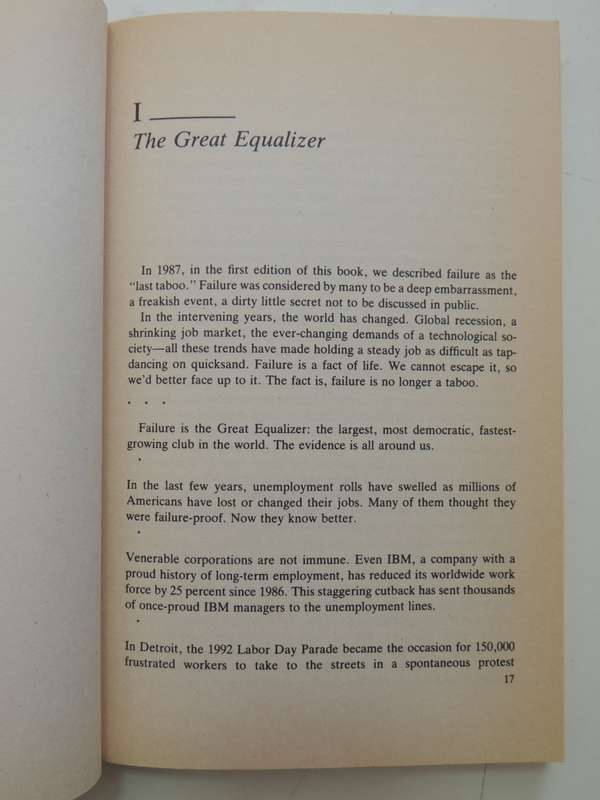 I
The Great Equalizer
In 1987, in the first edition of this book, we described failure as the
"last taboo." Failure was considered by many to be a deep embarrassment,
a freakish event, a dirty little secret not to be discussed in public.
In the intervening years, the world has changed. Global recession, a
shrinking job market, the ever-changing demands of a technological so-
ciety—all these trends have made holding a steady job as difficult as tap-
dancing on quicksand. Failure is a fact of life. We cannot escape it, so
we'd better face up to it. The fact is, failure is no longer a taboo.
. . .
Failure is the Great Equalizer: the largest, most democratic, fastest-
growing club in the world. The evidence is all around us.
.
In the last few years, unemployment rolls have swelled as millions of
Americans have lost or changed their jobs. Many of them thought they
were failure-proof. Now they know better.
.
Venerable corporations are not immune. Even IBM, a company with a
proud history of long-term employment, has reduced its worldwide work
force by 25 percent since 1986. This staggering cutback has sent thousands
of once-proud IBM managers to the unemployment lines.
.
In Detroit, the 1992 Labor Day Parade became the occasion for 150,000
frustrated workers to take to the streets in a spontaneous protest
17